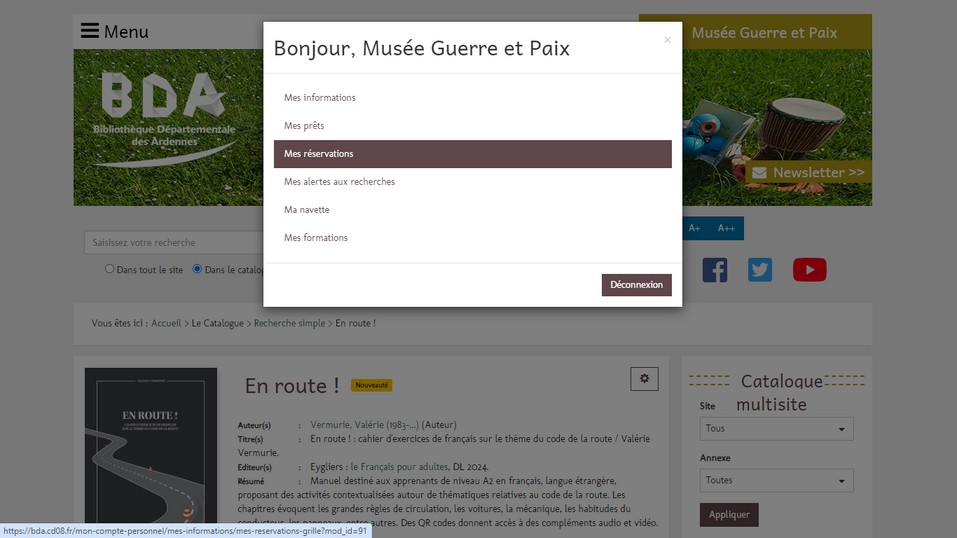 Menu
Bonjour, Musée Guerre et Paix
×
Musée Guerre et Paix
Mes informations
Mes prêts
Mes réservations
Mes alertes aux recherches
Ma navette
Mes formations
Déconnexion
BDA
Bibliothèque Départementale
des Ardennes
Newsletter >>
A+ A++
Saisissez votre recherche
Dans tout le site Dans le catalog
Vous êtes ici : Accueil > Le Catalogue > Recherche simple > En route !
EN ROUTE !
En route ! Nouveauté
Auteur(s) : Vermurie, Valérie (1983-...) (Auteur)
Titre(s) : En route ! : cahier d'exercices de français sur le thème du code de la route / Valérie
Vermurie.
Editeur(s) : Eygliers : le Français pour adultes, DL 2024.
Résumé : Manuel destiné aux apprenants de niveau A2 en français, langue étrangère,
proposant des activités contextualisées autour de thématiques relatives au code de la route. Les
chapitres évoquent les grandes règles de circulation, les voitures, la mécanique, les habitudes du
conducteur, les panneaux, entre autres. Des QR codes donnent accès à des compléments audio et vidéo.
Catalogue
multisite
Site
Tous
Annexe
Toutes
Appliquer
https://bda.cd08.fr/mon-compte-personnel/mes-informations/mes-reservations-grille?mod_id=91